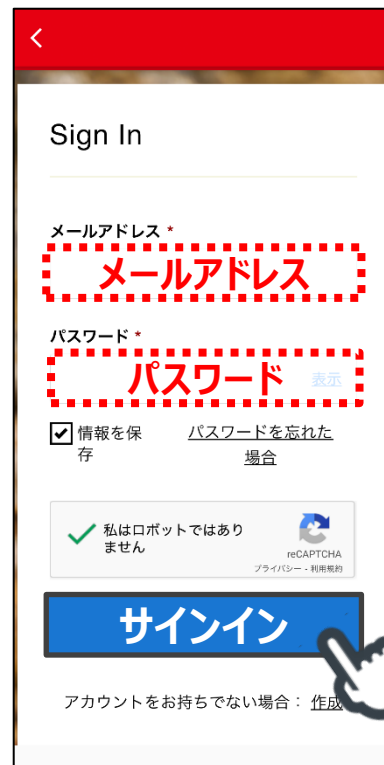 Sign In
メールアドレス *
メールアドレス
パスワード *
パスワード 表示
情報を保
存
パスワードを忘れた
場合
私はロボットではあり
ません
reCAPTCHA
プライバシー - 利用規約
サインイン
アカウントをお持ちでない場合： 作成